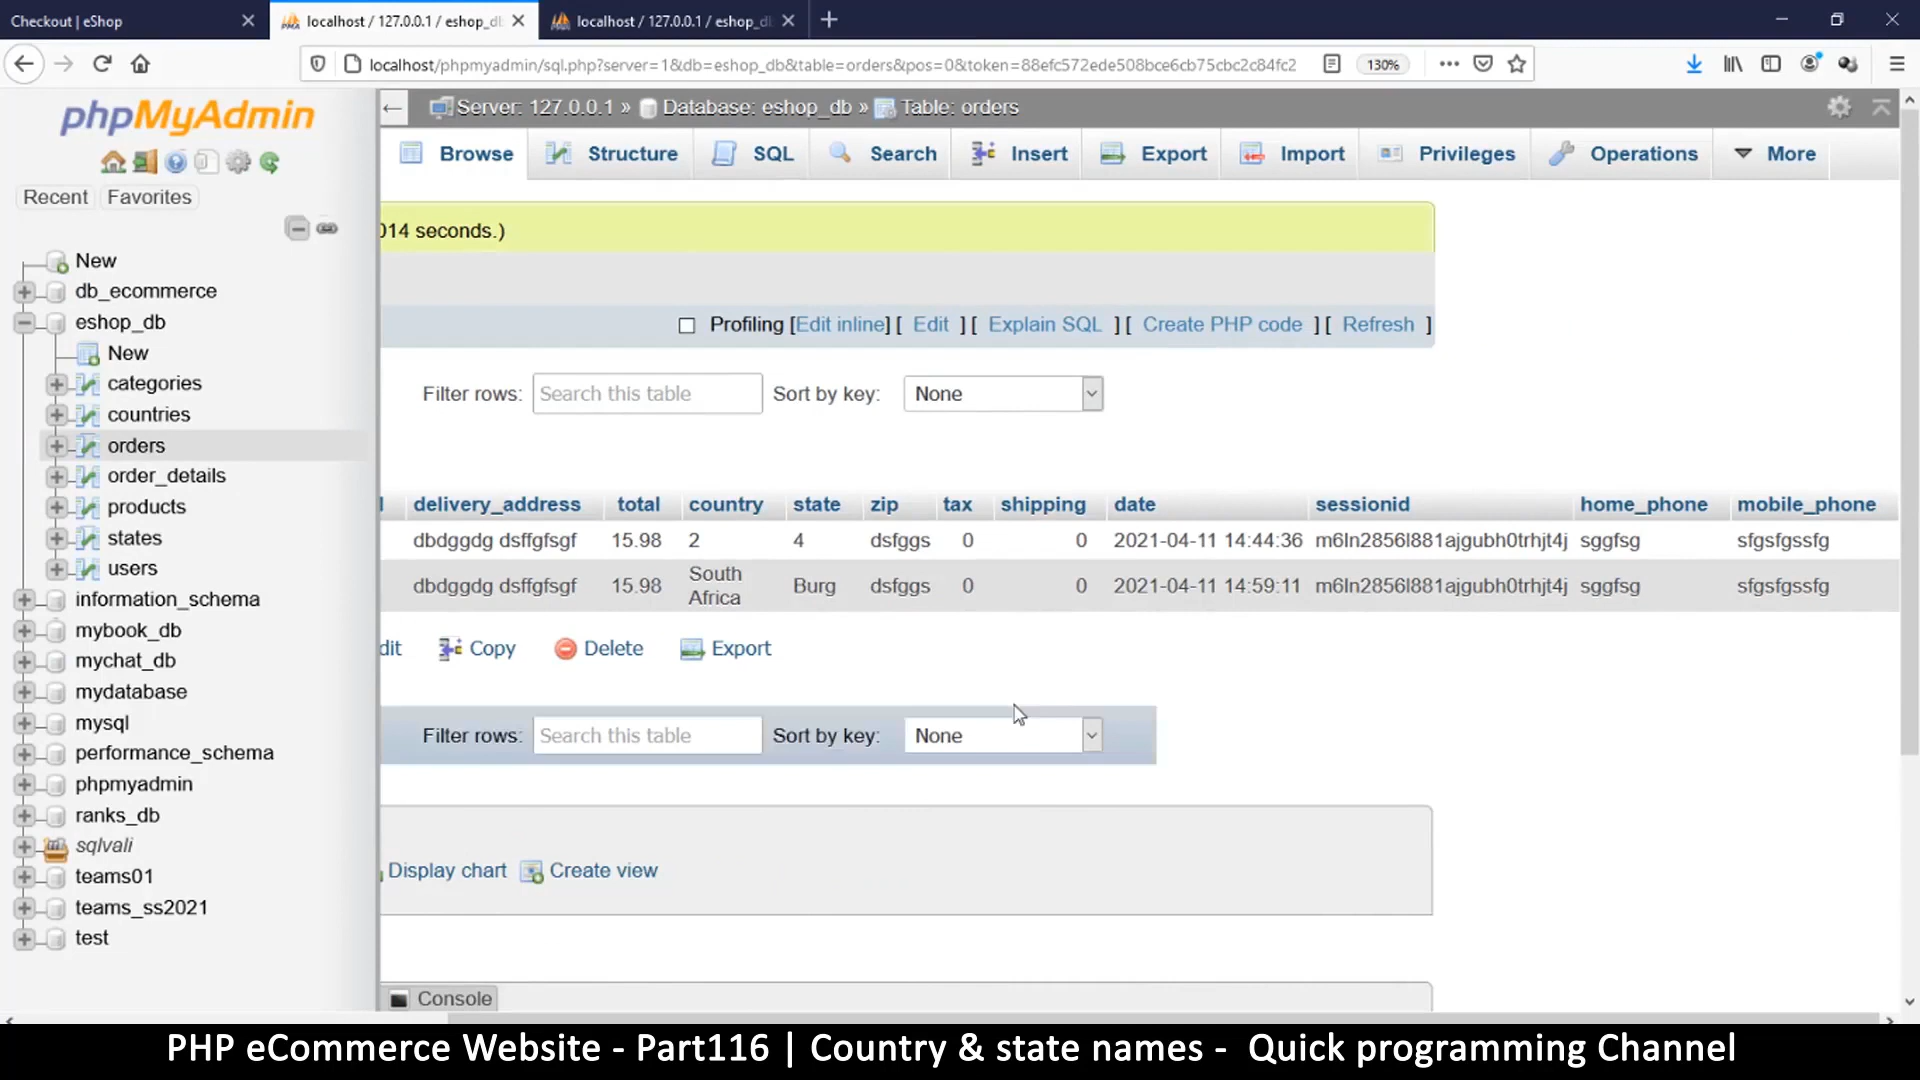 Checkout | eShop
localhost / 127.0.0.1 / eshop_db
localhost / 127.0.0.1 / eshop_db
localhost/phpmyadmin/sql.php?server=1&db=eshop_db&table=orders&pos=0&token=88efc572ede508bce6cb75cbc2c84fc2
130%
phpMyAdmin
Recent Favorites
New
db_ecommerce
eshop_db
New
categories
countries
orders
order_details
products
states
users
information_schema
mybook_db
mychat_db
mydatabase
mysql
performance_schema
phpmyadmin
ranks_db
sqlvali
teams01
teams_ss2021
test
Server: 127.0.0.1 » Database: eshop_db » Table: orders
Browse Structure SQL Search Insert Export Import Privileges Operations More
014 seconds.)
Profiling [Edit inline] [ Edit ] [ Explain SQL ] [ Create PHP code ] [ Refresh ]
Filter rows: Search this table Sort by key: None
delivery_address total country state zip tax shipping date sessionid home_phone mobile_phone
dbdggdg dsffgfsgf 15.98 2 4 dsfggs 0 0 2021-04-11 14:44:36 m6ln2856l881ajgubh0trhjt4j sggfsg sfgsfgssfg
dbdggdg dsffgfsgf 15.98 South Africa Burg dsfggs 0 0 2021-04-11 14:59:11 m6ln2856l881ajgubh0trhjt4j sggfsg sfgsfgssfg
dit Copy Delete Export
Filter rows: Search this table Sort by key: None
Display chart Create view
Console
PHP eCommerce Website - Part116 | Country & state names - Quick programming Channel